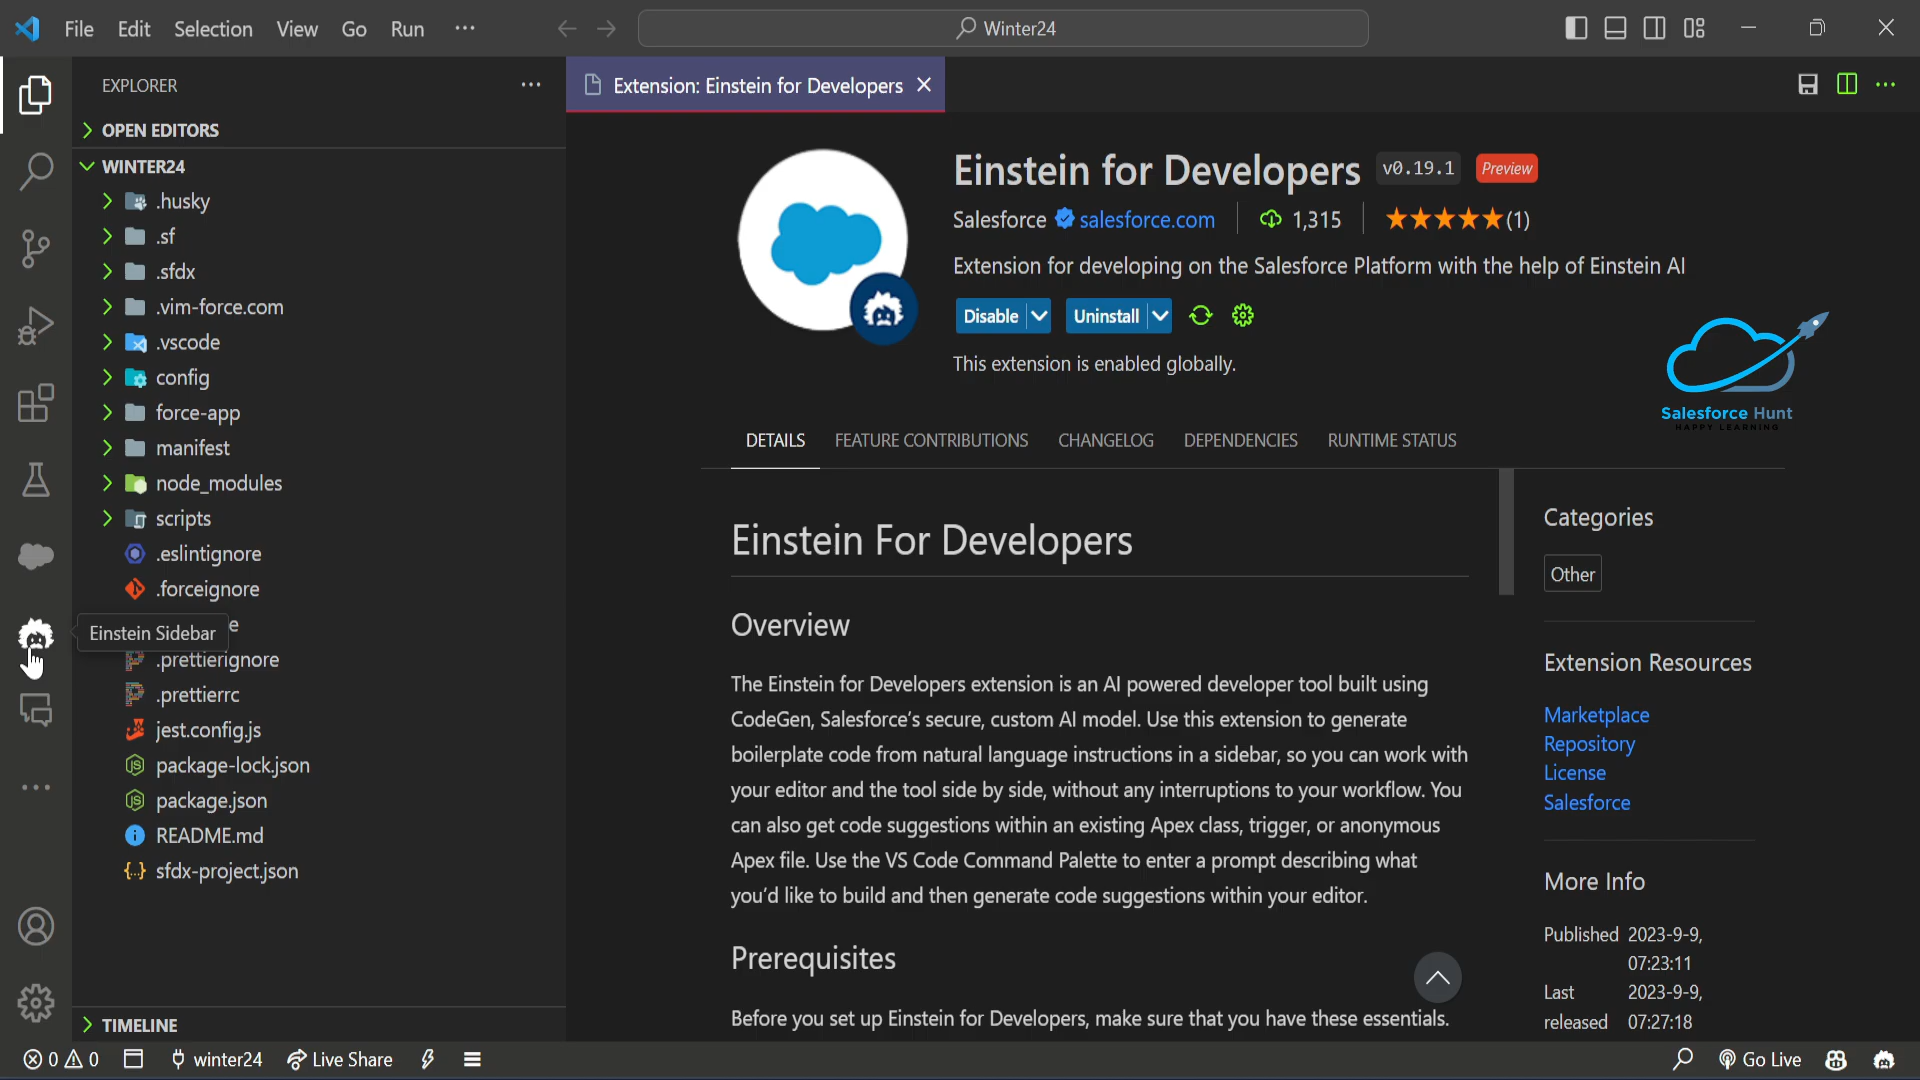 File Edit Selection View Go Run ···
Winter24
EXPLORER ···
OPEN EDITORS
WINTER24
.husky
.sf
.sfdx
.vim-force.com
.vscode
config
force-app
manifest
node_modules
scripts
.eslintignore
.forceignore
e
Einstein Sidebar
.prettierignore
.prettierrc
jest.config.js
package-lock.json
package.json
README.md
sfdx-project.json
TIMELINE
Extension: Einstein for Developers
Einstein for Developers v0.19.1 Preview
Salesforce salesforce.com 1,315 ★★★★★(1)
Extension for developing on the Salesforce Platform with the help of Einstein AI
Disable Uninstall
This extension is enabled globally.
Salesforce Hunt
HAPPY LEARNING
DETAILS FEATURE CONTRIBUTIONS CHANGELOG DEPENDENCIES RUNTIME STATUS
Einstein For Developers
Overview
The Einstein for Developers extension is an AI powered developer tool built using
CodeGen, Salesforce's secure, custom AI model. Use this extension to generate
boilerplate code from natural language instructions in a sidebar, so you can work with
your editor and the tool side by side, without any interruptions to your workflow. You
can also get code suggestions within an existing Apex class, trigger, or anonymous
Apex file. Use the VS Code Command Palette to enter a prompt describing what
you'd like to build and then generate code suggestions within your editor.
Prerequisites
Before you set up Einstein for Developers, make sure that you have these essentials.
Categories
Other
Extension Resources
Marketplace
Repository
License
Salesforce
More Info
Published 2023-9-9,
07:23:11
Last 2023-9-9,
released 07:27:18
0 0 winter24 Live Share
Go Live